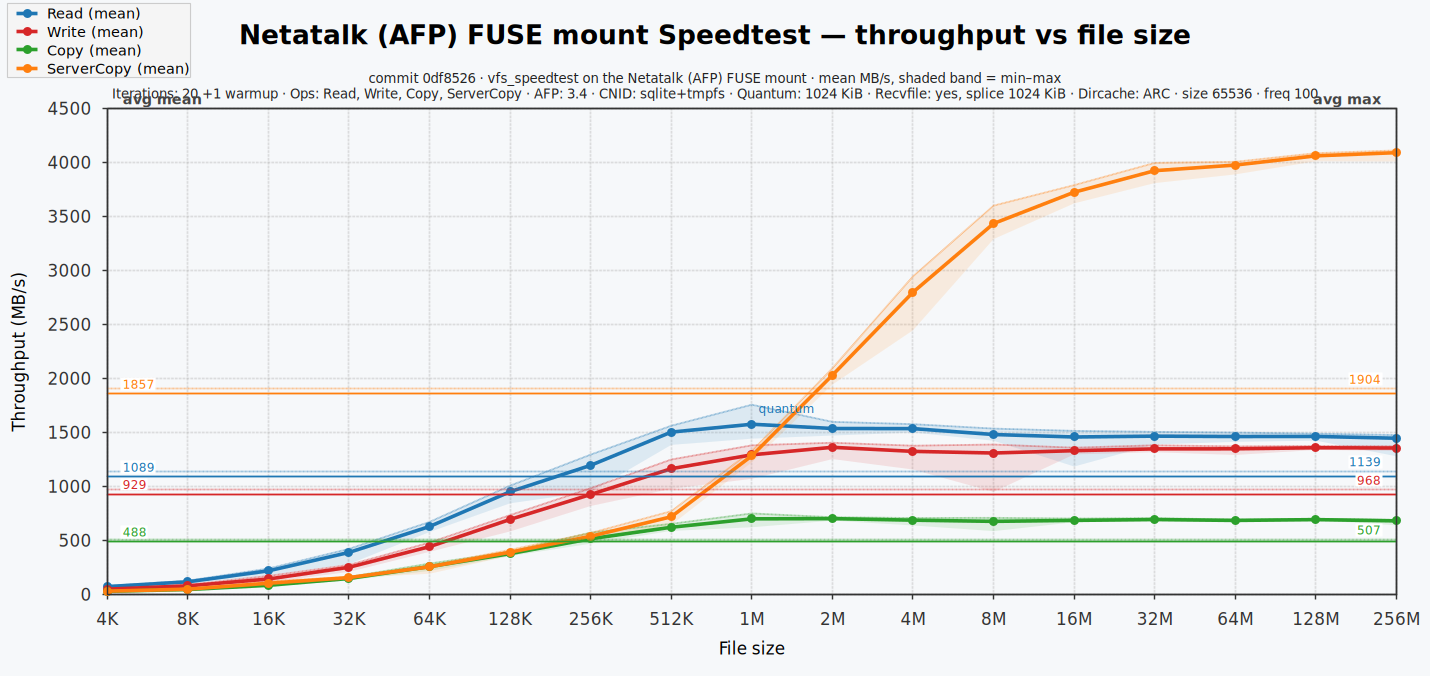 Read (mean)
Write (mean)
Copy (mean)
ServerCopy (mean)
Netatalk (AFP) FUSE mount Speedtest — throughput vs file size
commit 0df8526 · vfs_speedtest on the Netatalk (AFP) FUSE mount · mean MB/s, shaded band = min–max
Iterations: 20 +1 warmup · Ops: Read, Write, Copy, ServerCopy · AFP: 3.4 · CNID: sqlite+tmpfs · Quantum: 1024 KiB · Recvfile: yes, splice 1024 KiB · Dircache: ARC · size 65536 · freq 100
avg mean
avg max
4500
4000
3500
3000
2500
2000
1500
1000
500
0
Throughput (MB/s)
1857
1904
quantum
1089
1139
929
968
488
507
4K 8K 16K 32K 64K 128K 256K 512K 1M 2M 4M 8M 16M 32M 64M 128M 256M
File size